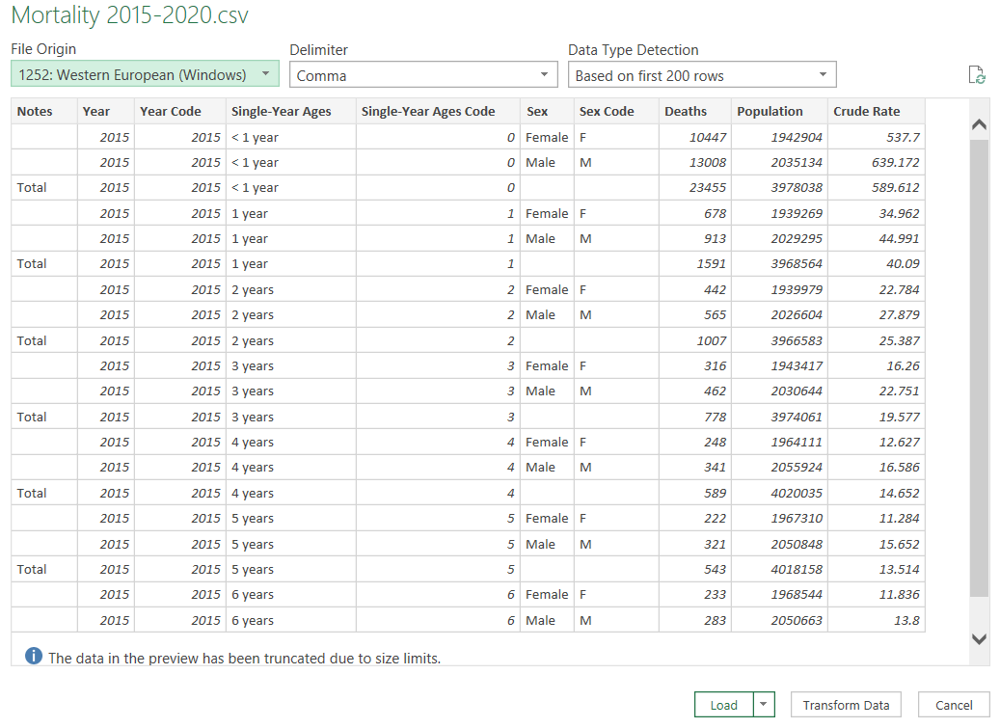 Mortality 2015-2020.csv
File Origin Delimiter Data Type Detection
1252: Western European (Windows) Comma Based on first 200 rows
Notes Year Year Code Single-Year Ages Single-Year Ages Code Sex Sex Code Deaths Population Crude Rate
2015 2015 < 1 year 0 Female F 10447 1942904 537.7
2015 2015 < 1 year 0 Male M 13008 2035134 639.172
Total 2015 2015 < 1 year 0 23455 3978038 589.612
2015 2015 1 year 1 Female F 678 1939269 34.962
2015 2015 1 year 1 Male M 913 2029295 44.991
Total 2015 2015 1 year 1 1591 3968564 40.09
2015 2015 2 years 2 Female F 442 1939979 22.784
2015 2015 2 years 2 Male M 565 2026604 27.879
Total 2015 2015 2 years 2 1007 3966583 25.387
2015 2015 3 years 3 Female F 316 1943417 16.26
2015 2015 3 years 3 Male M 462 2030644 22.751
Total 2015 2015 3 years 3 778 3974061 19.577
2015 2015 4 years 4 Female F 248 1964111 12.627
2015 2015 4 years 4 Male M 341 2055924 16.586
Total 2015 2015 4 years 4 589 4020035 14.652
2015 2015 5 years 5 Female F 222 1967310 11.284
2015 2015 5 years 5 Male M 321 2050848 15.652
Total 2015 2015 5 years 5 543 4018158 13.514
2015 2015 6 years 6 Female F 233 1968544 11.836
2015 2015 6 years 6 Male M 283 2050663 13.8
The data in the preview has been truncated due to size limits.
Load Transform Data Cancel